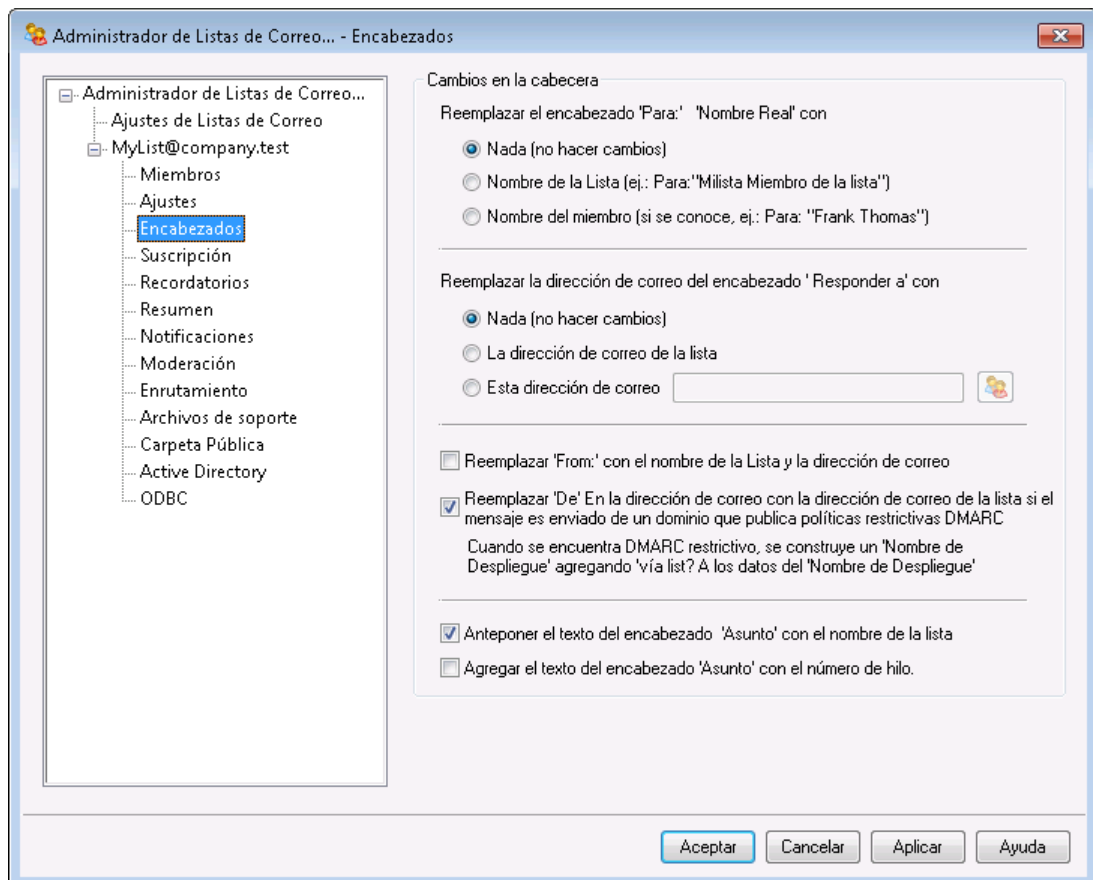 Administrador de Listas de Correo... - Encabezados
Administrador de Listas de Correo...
Ajustes de Listas de Correo
MyList@company.test
Miembros
Ajustes
Encabezados
Suscripción
Recordatorios
Resumen
Notificaciones
Moderación
Enrutamiento
Archivos de soporte
Carpeta Pública
Active Directory
ODBC
Cambios en la cabecera
Reemplazar el encabezado 'Para:' 'Nombre Real' con
Nada (no hacer cambios)
Nombre de la Lista (ej.: Para:"Milista Miembro de la lista")
Nombre del miembro (si se conoce, ej.: Para: "Frank Thomas")
Reemplazar la dirección de correo del encabezado ' Responder a' con
Nada (no hacer cambios)
La dirección de correo de la lista
Esta dirección de correo
Reemplazar 'From:' con el nombre de la Lista y la dirección de correo
Reemplazar 'De' En la dirección de correo con la dirección de correo de la lista si el
mensaje es enviado de un dominio que publica políticas restrictivas DMARC
Cuando se encuentra DMARC restrictivo, se construye un 'Nombre de
Despliegue' agregando 'vía list? A los datos del 'Nombre de Despliegue'
Anteponer el texto del encabezado 'Asunto' con el nombre de la lista
Agregar el texto del encabezado 'Asunto' con el número de hilo.
Aceptar
Cancelar
Aplicar
Ayuda